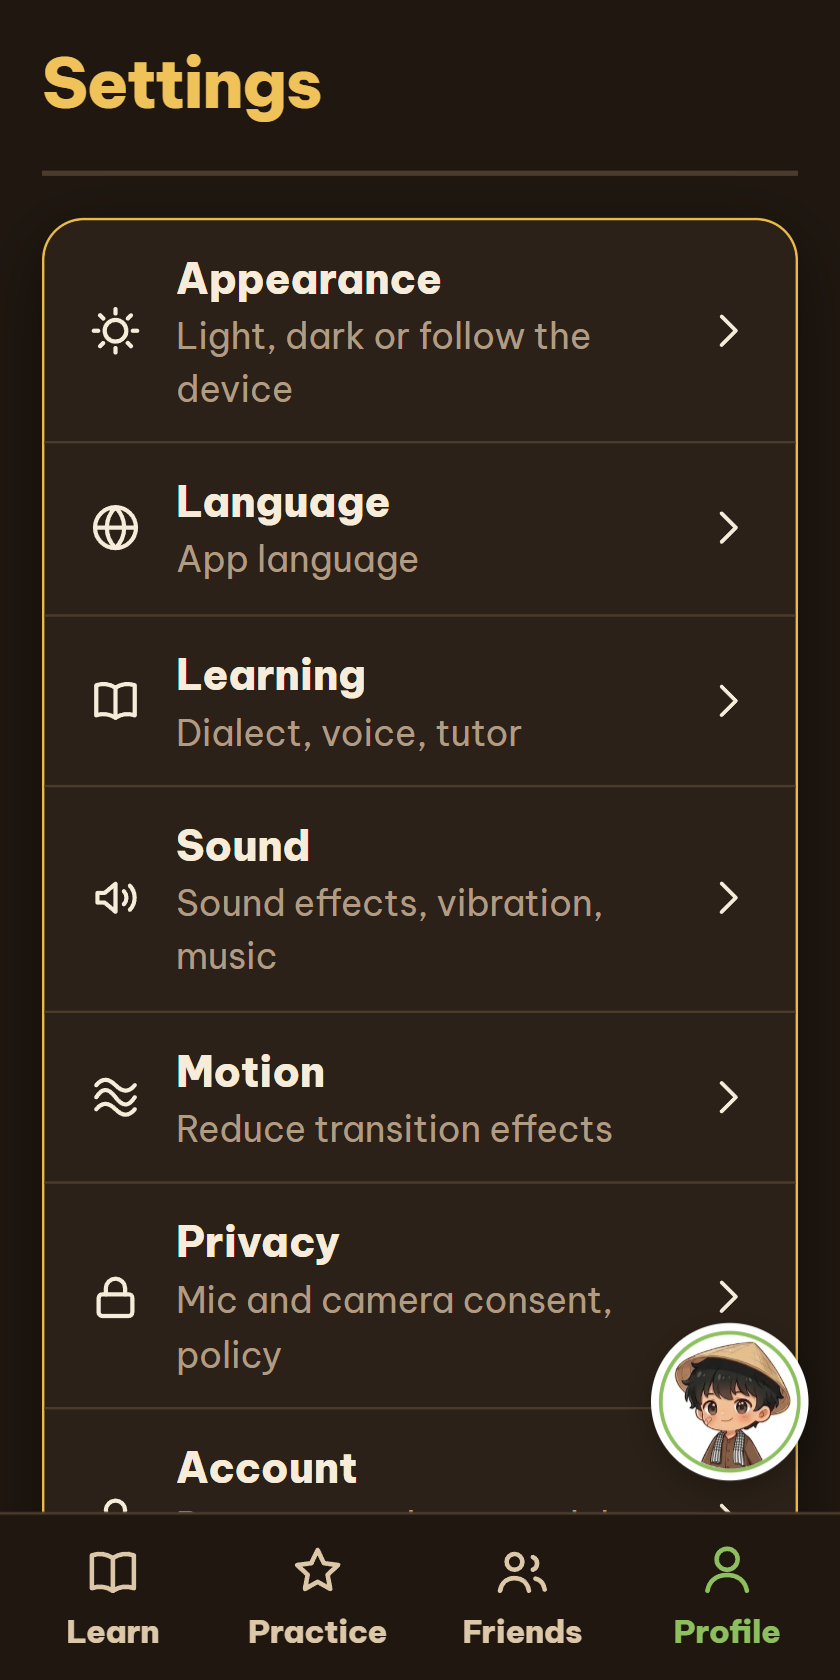 Settings
Appearance
Light, dark or follow the
device
Language
App language
Learning
Dialect, voice, tutor
Sound
Sound effects, vibration,
music
Motion
Reduce transition effects
Privacy
Mic and camera consent,
policy
Account
Learn
Practice
Friends
Profile